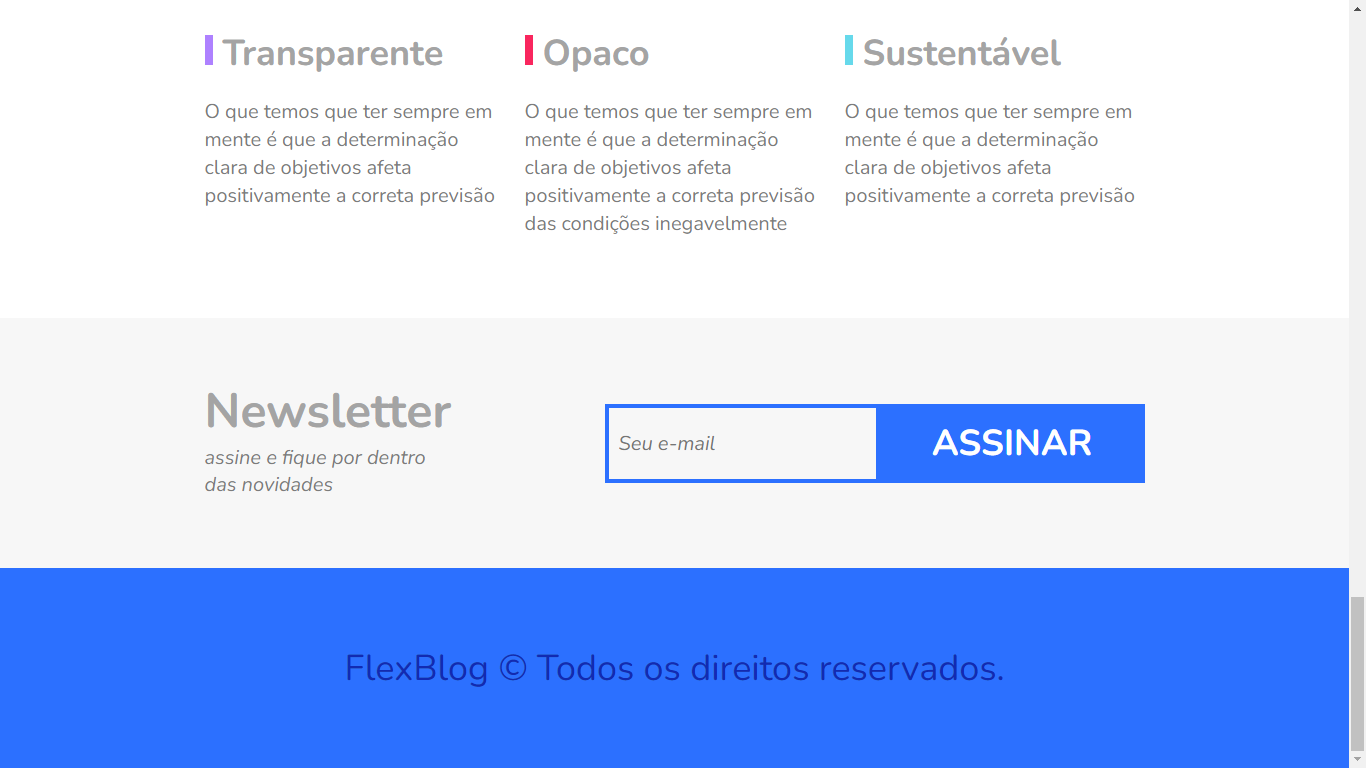 Transparente
O que temos que ter sempre em
mente é que a determinação
clara de objetivos afeta
positivamente a correta previsão
Opaco
O que temos que ter sempre em
mente é que a determinação
clara de objetivos afeta
positivamente a correta previsão
das condições inegavelmente
Sustentável
O que temos que ter sempre em
mente é que a determinação
clara de objetivos afeta
positivamente a correta previsão
Newsletter
assine e fique por dentro
das novidades
Seu e-mail
ASSINAR
FlexBlog © Todos os direitos reservados.